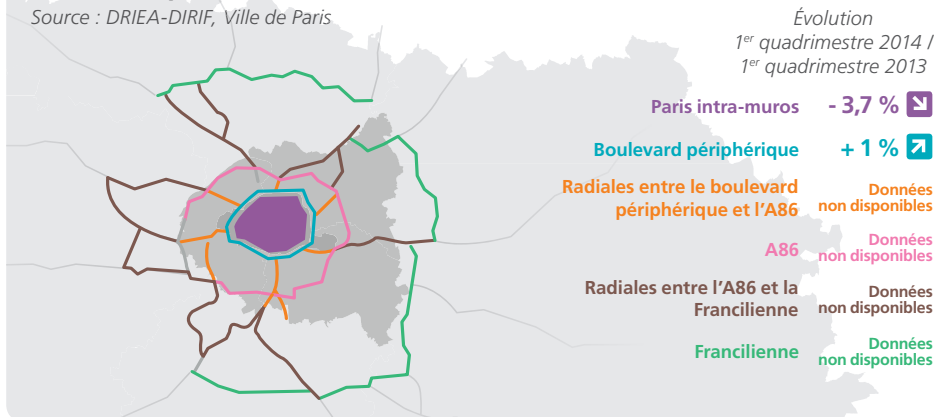 Source : DRIEA-DIRIF, Ville de Paris
Évolution
1er quadrimestre 2014 /
1er quadrimestre 2013
Paris intra-muros - 3,7 %
Boulevard périphérique + 1 %
Radiales entre le boulevard
périphérique et l'A86
Données
non disponibles
A86
Données
non disponibles
Radiales entre l'A86 et la
Francilienne
Données
non disponibles
Francilienne
Données
non disponibles